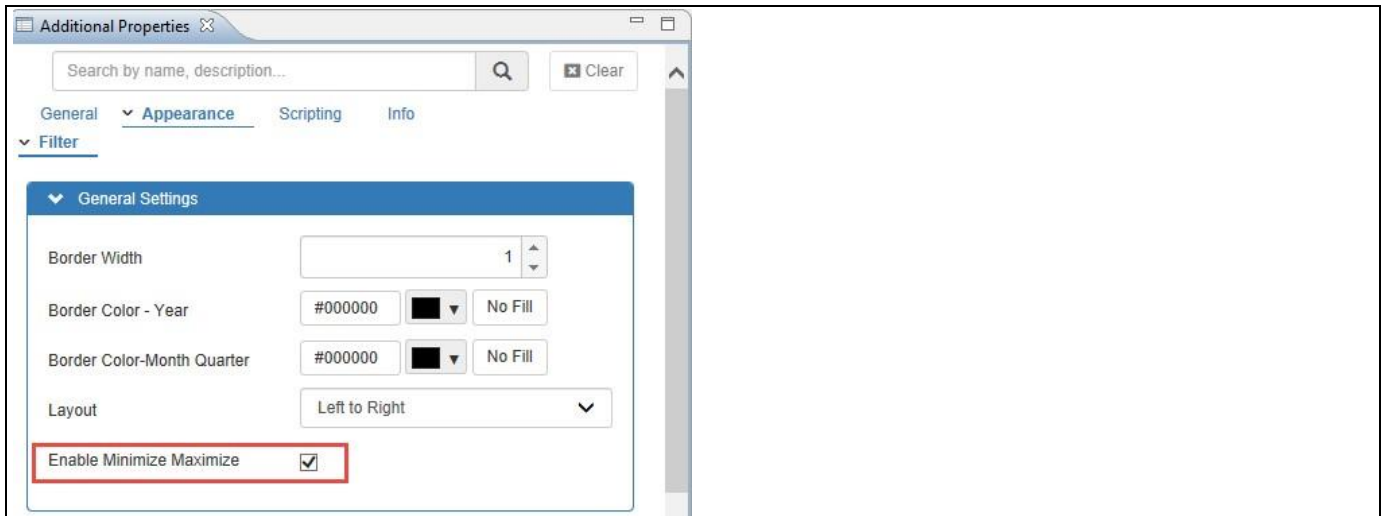 Additional Properties
Search by name, description...
Clear
General Appearance Scripting Info
Filter
General Settings
Border Width 1
Border Color - Year #000000 No Fill
Border Color-Month Quarter #000000 No Fill
Layout Left to Right
Enable Minimize Maximize